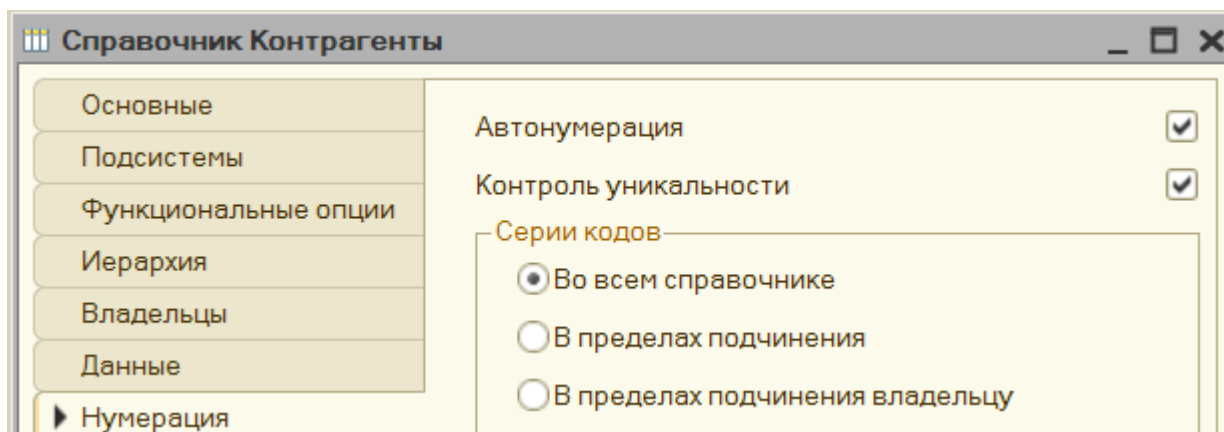 Справочник Контрагенты
Основные
Подсистемы
Функциональные опции
Иерархия
Владельцы
Данные
Нумерация
Автонумерация
Контроль уникальности
Серии кодов
Во всем справочнике
В пределах подчинения
В пределах подчинения владельцу